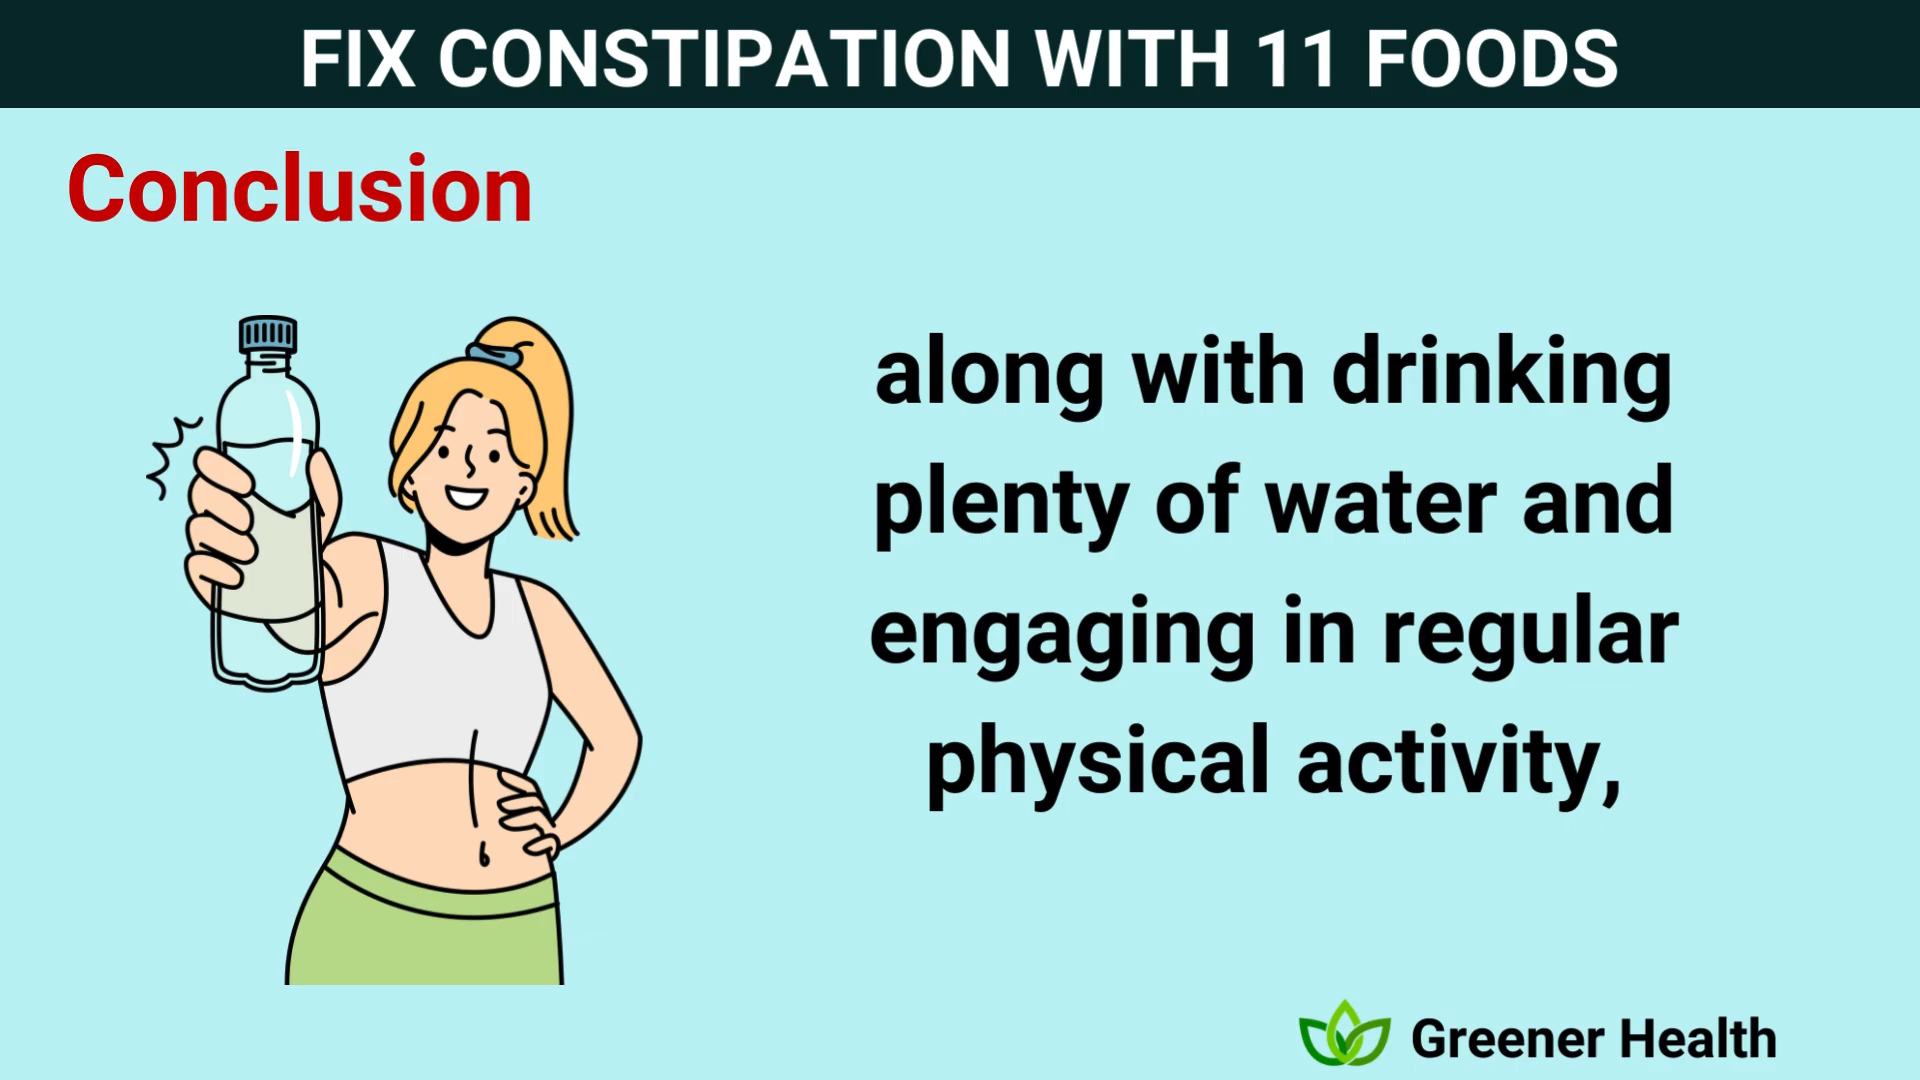 FIX CONSTIPATION WITH 11 FOODS
Conclusion
along with drinking
plenty of water and
engaging in regular
physical activity,
Greener Health